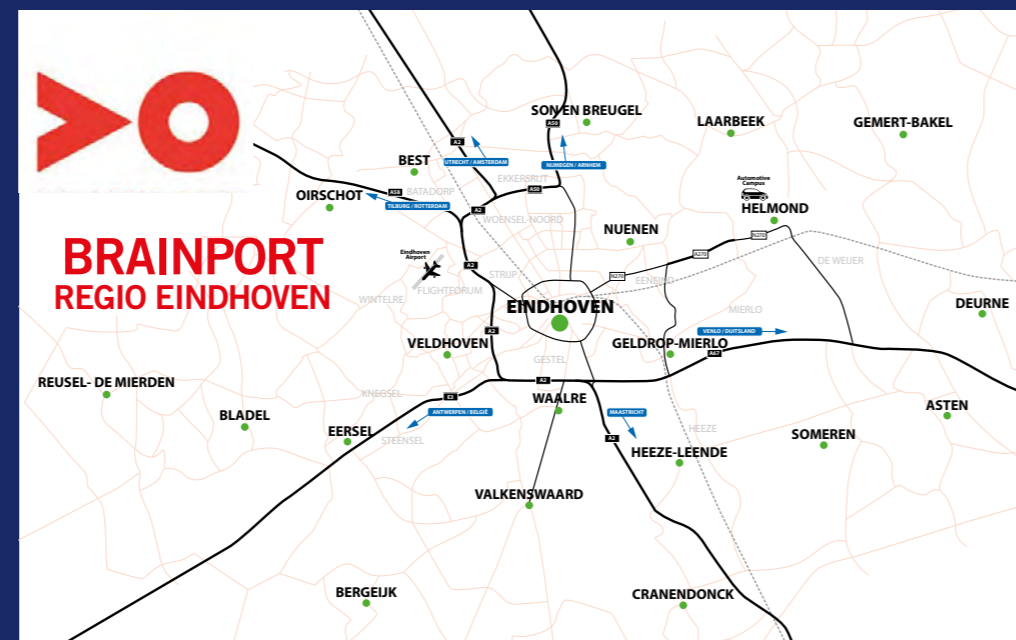 BRAINPORT
REGIO EINDHOVEN
SON EN BREUGEL
LAARBEEK
GEMERT-BAKEL
A50
A2
UTRECHT / AMSTERDAM
NIJMEGEN / ARNHEM
BEST
EKKERSRIJT
Automotive
Campus
A58
BATADORP
A50
OIRSCHOT
TILBURG / ROTTERDAM
A2
WOENSEL-NOORD
HELMOND
NUENEN
N270
Eindhoven
Airport
A2
A270
DE WEIJER
STRIJP
N270
EENEIND
FLIGHTFORUM
WINTELRE
EINDHOVEN
MIERLO
DEURNE
A2
VENLO / DUITSLAND
VELDHOVEN
GELDROP-MIERLO
A67
GESTEL
REUSEL- DE MIERDEN
A2
KNEGSEL
E3
WAALRE
ASTEN
BLADEL
ANTWERPEN / BELGIË
MAASTRICHT
EERSEL
STEENSEL
HEEZE
SOMEREN
A2
HEEZE-LEENDE
VALKENSWAARD
BERGEIJK
CRANENDONCK